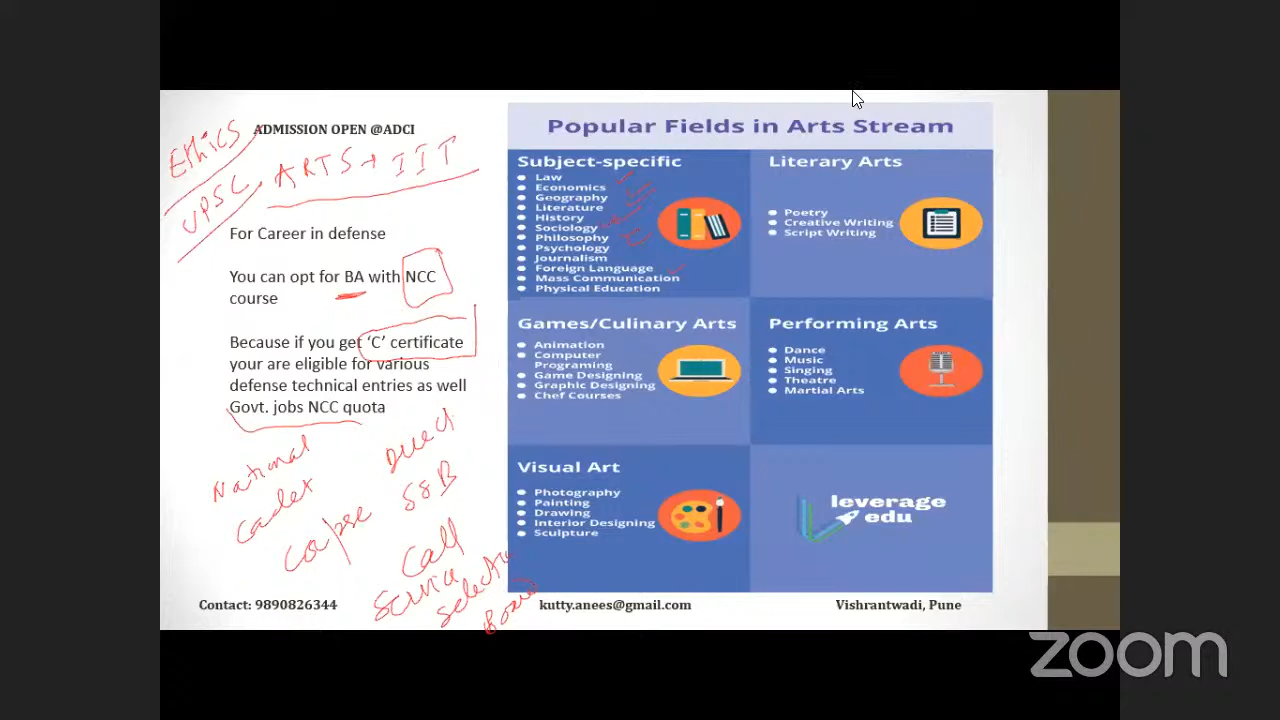 ADMISSION OPEN @ADCI
Ethics
UPSC, ARTS + IIT
For Career in defense
You can opt for BA with NCC
course
Because if you get ‘C’ certificate
your are eligible for various
defense technical entries as well
Govt. jobs NCC quota
National
Cadet
Corpse
Direct
SSB
Call
Service
Selection
Board
Popular Fields in Arts Stream
Subject-specific
Law
Economics
Geography
Literature
History
Sociology
Philosophy
Psychology
Journalism
Foreign Language
Mass Communication
Physical Education
Literary Arts
Poetry
Creative Writing
Script Writing
Games/Culinary Arts
Animation
Computer
Programing
Game Designing
Graphic Designing
Chef Courses
Performing Arts
Dance
Music
Singing
Theatre
Martial Arts
Visual Art
Photography
Painting
Drawing
Interior Designing
Sculpture
leverage
edu
Contact: 9890826344
kutty.anees@gmail.com
Vishrantwadi, Pune
zoom